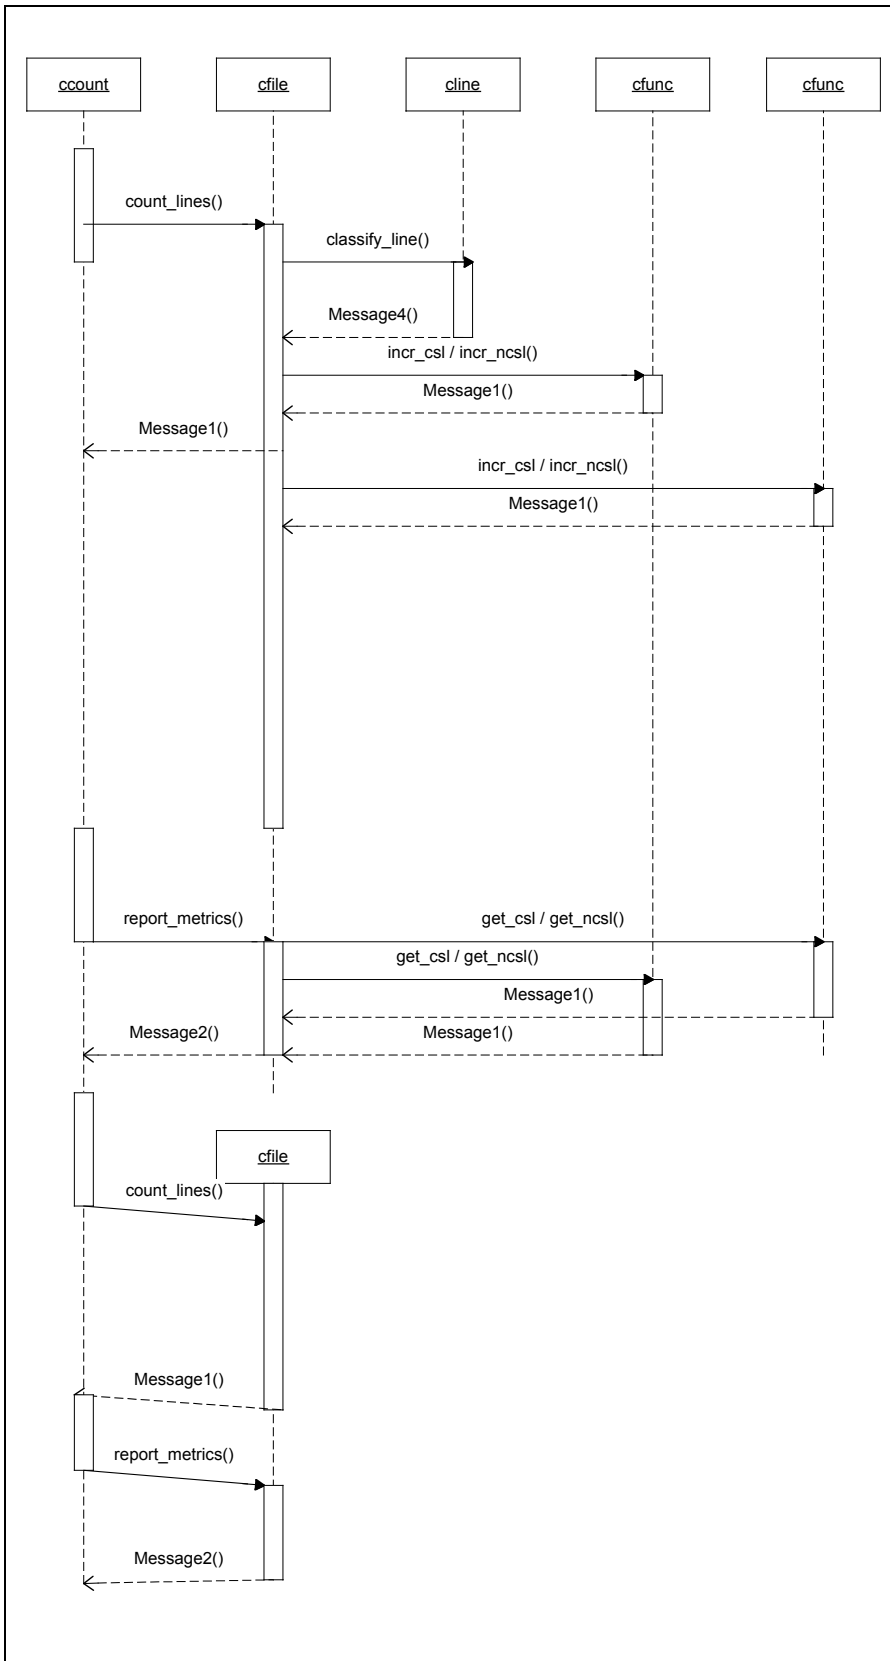 ccount
cfile
cline
cfunc
cfunc
count_lines()
classify_line()
Message4()
incr_csl / incr_ncsl()
Message1()
Message1()
incr_csl / incr_ncsl()
Message1()
report_metrics()
get_csl / get_ncsl()
get_csl / get_ncsl()
Message1()
Message2()
Message1()
cfile
count_lines()
Message1()
report_metrics()
Message2()